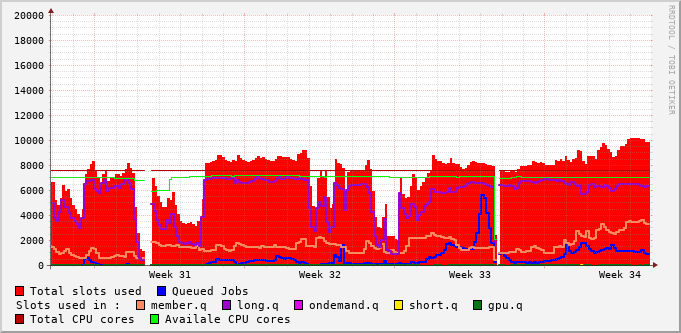 20000
18000
16000
14000
12000
10000
8000
6000
4000
2000
0
Week 31 Week 32 Week 33 Week 34
RRDTOOL / TOBI OETIKER
Total slots used Queued Jobs
Slots used in : member.q long.q ondemand.q short.q gpu.q
Total CPU cores Availale CPU cores